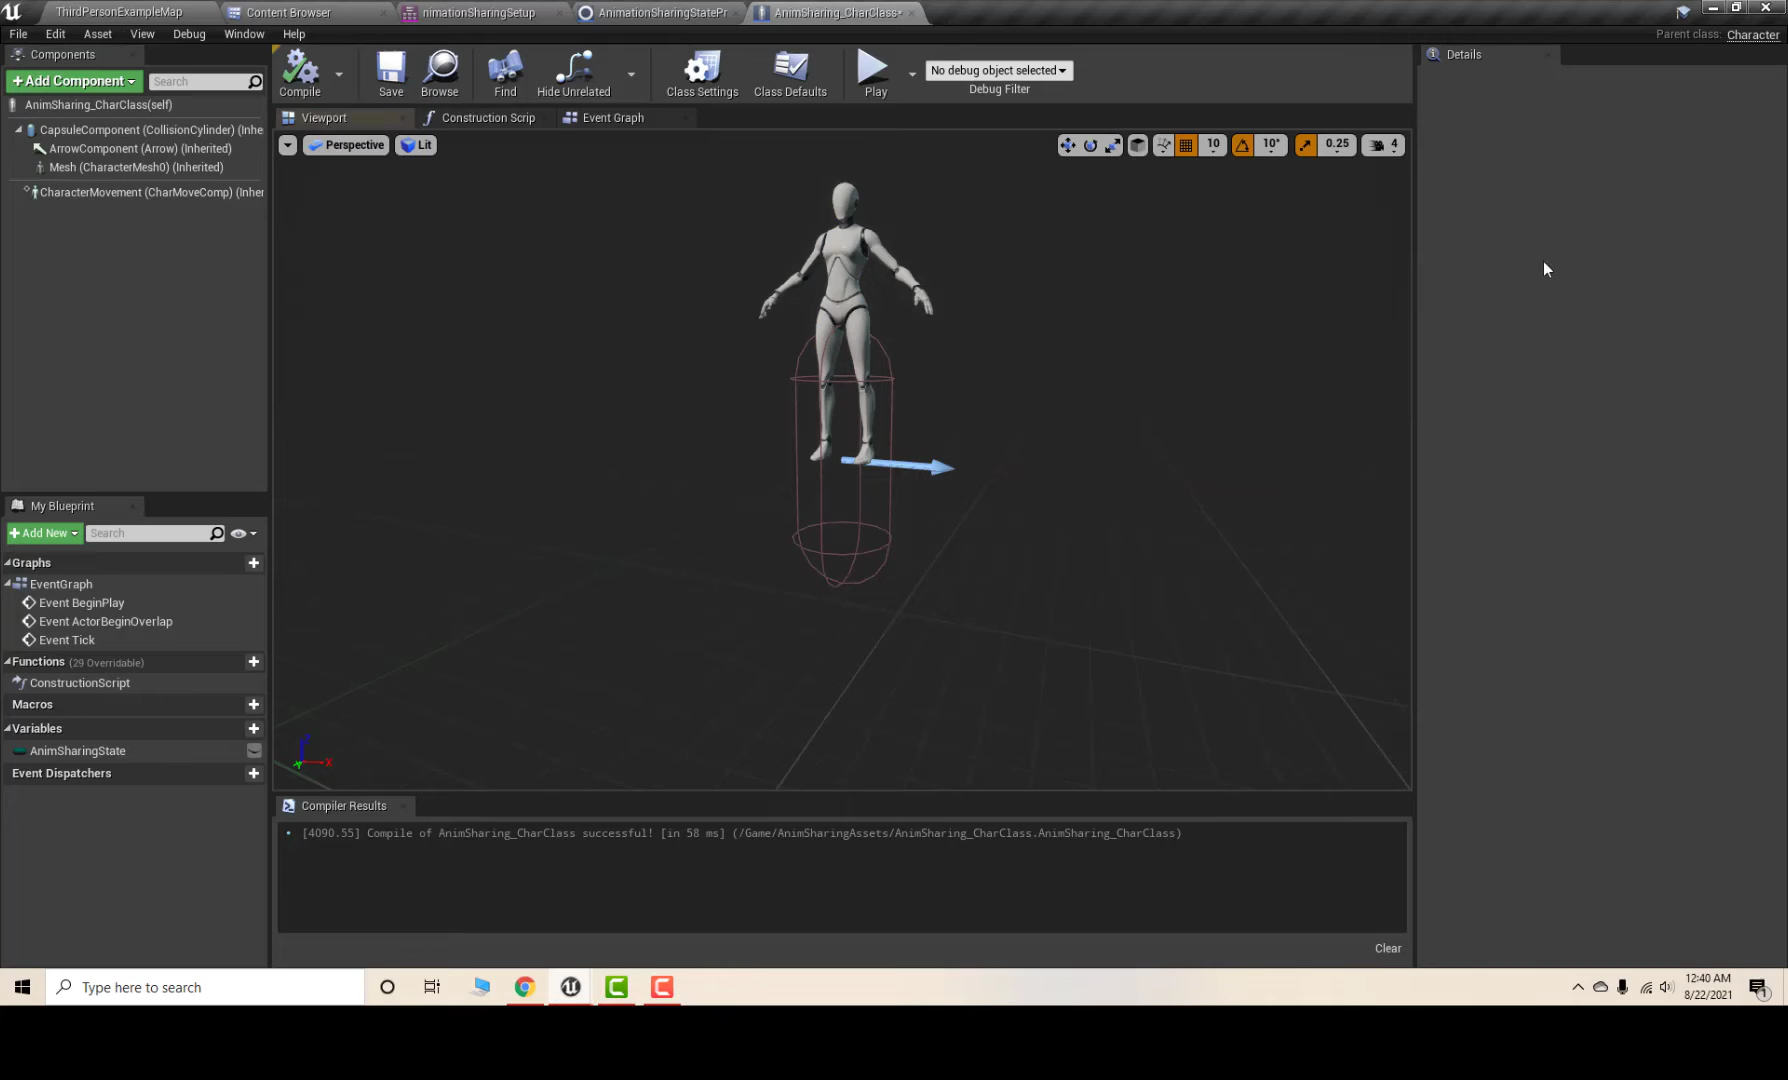 ThirdPersonExampleMap
Content Browser
nimationSharingSetup
AnimationSharingStatePr
AnimSharing_CharClass*
File Edit Asset View Debug Window Help
Parent class: Character
Components
Add Component
Search
AnimSharing_CharClass(self)
CapsuleComponent (CollisionCylinder) (Inhe
ArrowComponent (Arrow) (Inherited)
Mesh (CharacterMesh0) (Inherited)
CharacterMovement (CharMoveComp) (Inher
Compile
Save
Browse
Find
Hide Unrelated
Class Settings
Class Defaults
Play
No debug object selected
Debug Filter
Details
Viewport
Construction Scrip
Event Graph
Perspective
Lit
10
10°
0.25
4
X
My Blueprint
Add New
Search
Graphs
EventGraph
Event BeginPlay
Event ActorBeginOverlap
Event Tick
Functions (29 Overridable)
ConstructionScript
Macros
Variables
AnimSharingState
Event Dispatchers
Compiler Results
[4090.55] Compile of AnimSharing_CharClass successful! [in 58 ms] (/Game/AnimSharingAssets/AnimSharing_CharClass.AnimSharing_CharClass)
Clear
Type here to search
12:40 AM
8/22/2021
1